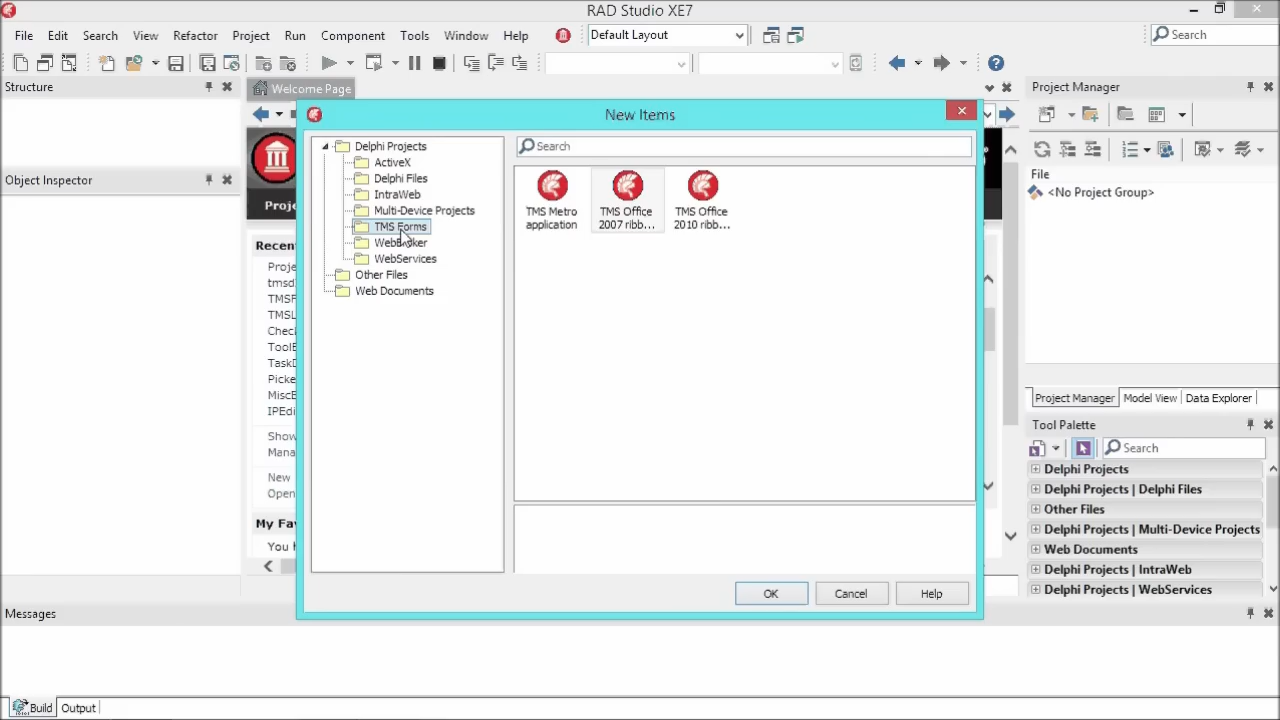 RAD Studio XE7
File Edit Search View Refactor Project Run Component Tools Window Help
Default Layout
Search
Structure
Welcome Page
Project Manager
New Items
Delphi Projects
ActiveX
Delphi Files
IntraWeb
Multi-Device Projects
TMS Forms
WebServices
Other Files
Web Documents
Search
TMS Metro
application
TMS Office
2007 ribb...
TMS Office
2010 ribb...
OK Cancel Help
Object Inspector
Proje
Recen
Proje
tmsd
TMSF
TMSL
Chec
ToolE
TaskD
Picke
MiscE
IPEdi
Show
Mana
New
Open
My Fa
You h
File
<No Project Group>
Project Manager Model View Data Explorer
Tool Palette
Search
Delphi Projects
Delphi Projects | Delphi Files
Other Files
Delphi Projects | Multi-Device Projects
Web Documents
Delphi Projects | IntraWeb
Delphi Projects | WebServices
Messages
Build Output